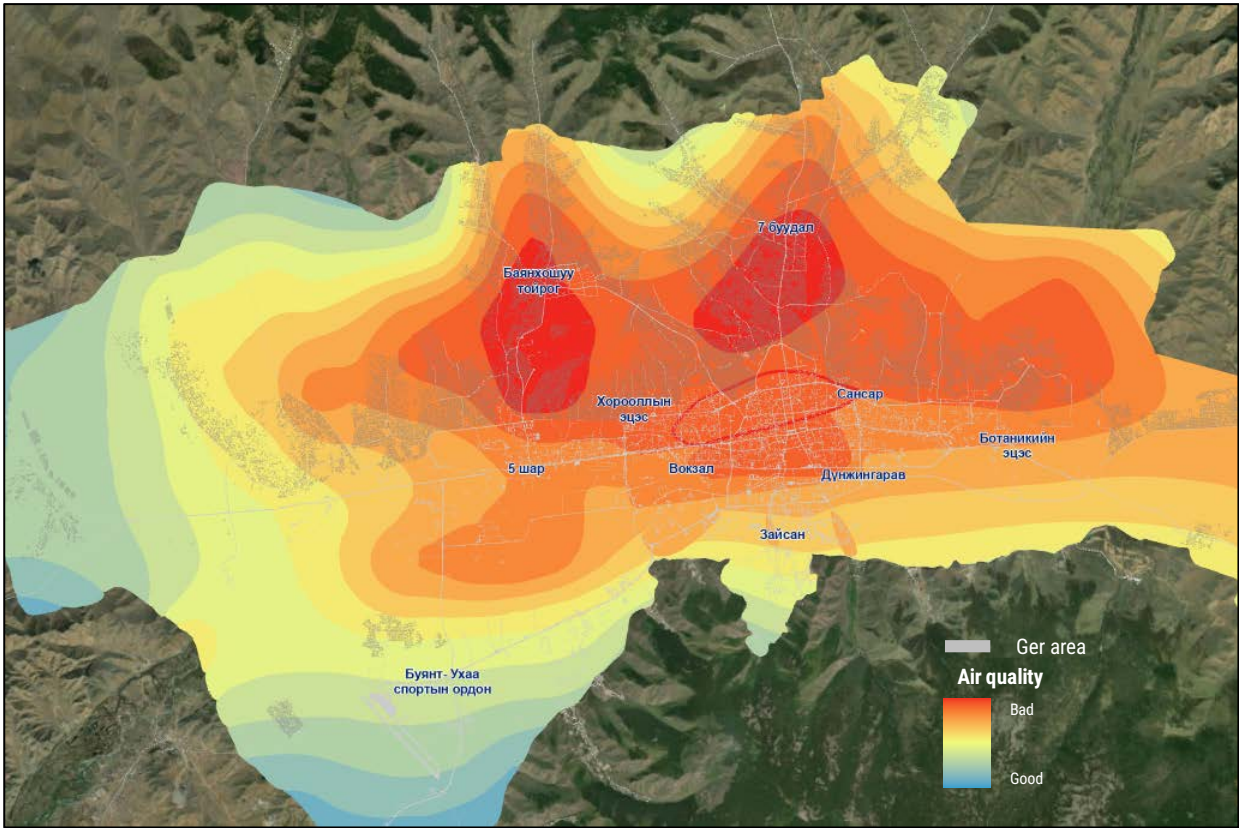 7 буудал
Баянхошуу
тойрог
Хорооллын
эцэс
Сансар
Ботаникийн
эцэс
5 шар
Вокзал
Дүнжингарав
Зайсан
Буянт- Ухаа
спортын ордон
Ger area
Air quality
Bad
Good